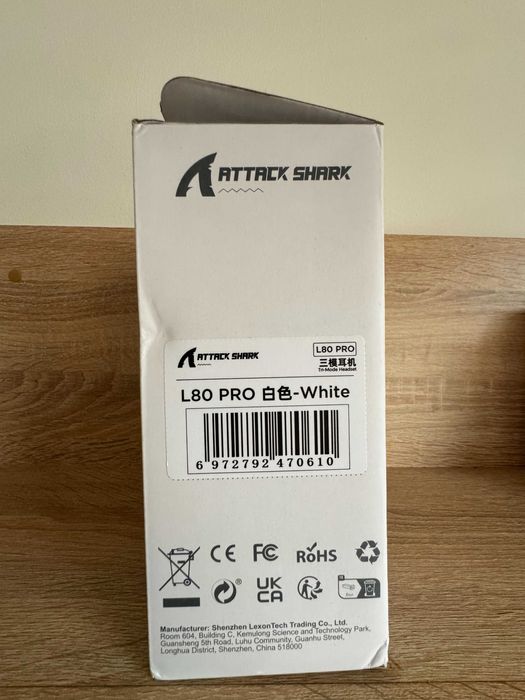 ATTACK SHARK
ATTACK SHARK
L80 PRO
三模耳机
Tri-Mode Headset
L80 PRO 白色-White
6 972792 470610
CE FC RoHS
UK
CA
Manufacturer: Shenzhen LexonTech Trading Co., Ltd.
Room 604, Building C, Kemulong Science and Technology Park,
Guansheng 5th Road, Luhu Community, Guanhu Street,
Longhua District, Shenzhen, China 518000